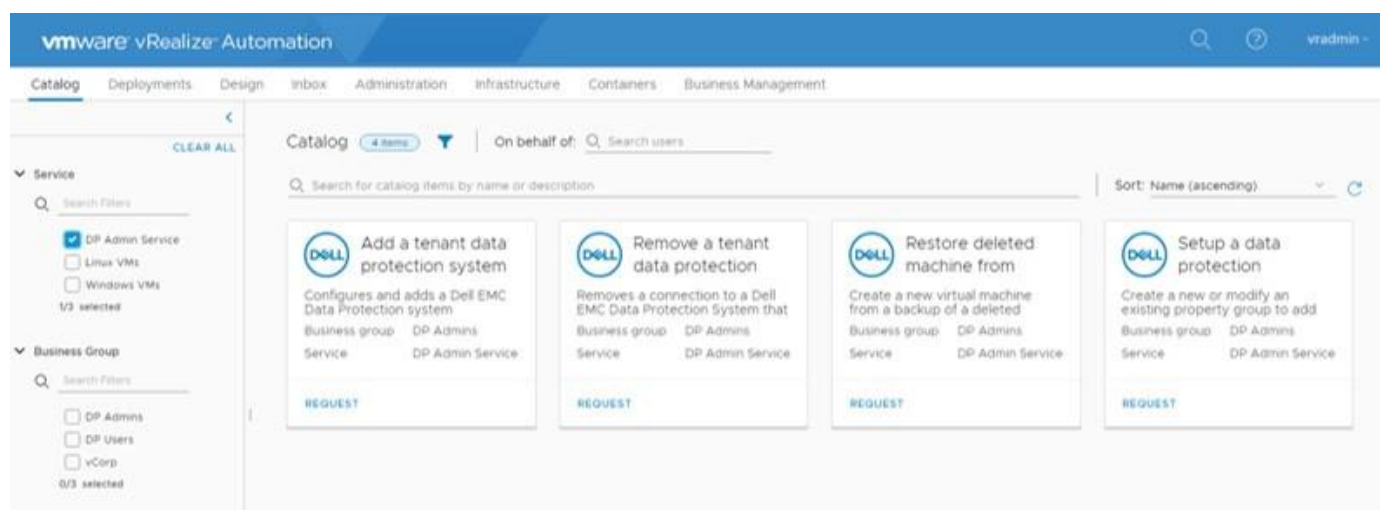 vmware vRealize Automation
vradmin
Catalog Deployments Design Inbox Administration Infrastructure Containers Business Management
CLEAR ALL
Service
Search Filters
DP Admin Service
Linux VMs
Windows VMs
1/3 selected
Business Group
Search Filters
DP Admins
DP Users
vCorp
0/3 selected
Catalog 4 items On behalf of: Search users
Search for catalog items by name or description
Sort: Name (ascending)
DELL
Add a tenant data
protection system
Configures and adds a Dell EMC
Data Protection system
Business group DP Admins
Service DP Admin Service
REQUEST
DELL
Remove a tenant
data protection
Removes a connection to a Dell
EMC Data Protection System that
Business group DP Admins
Service DP Admin Service
REQUEST
DELL
Restore deleted
machine from
Create a new virtual machine
from a backup of a deleted
Business group DP Admins
Service DP Admin Service
REQUEST
DELL
Setup a data
protection
Create a new or modify an
existing property group to add
Business group DP Admins
Service DP Admin Service
REQUEST